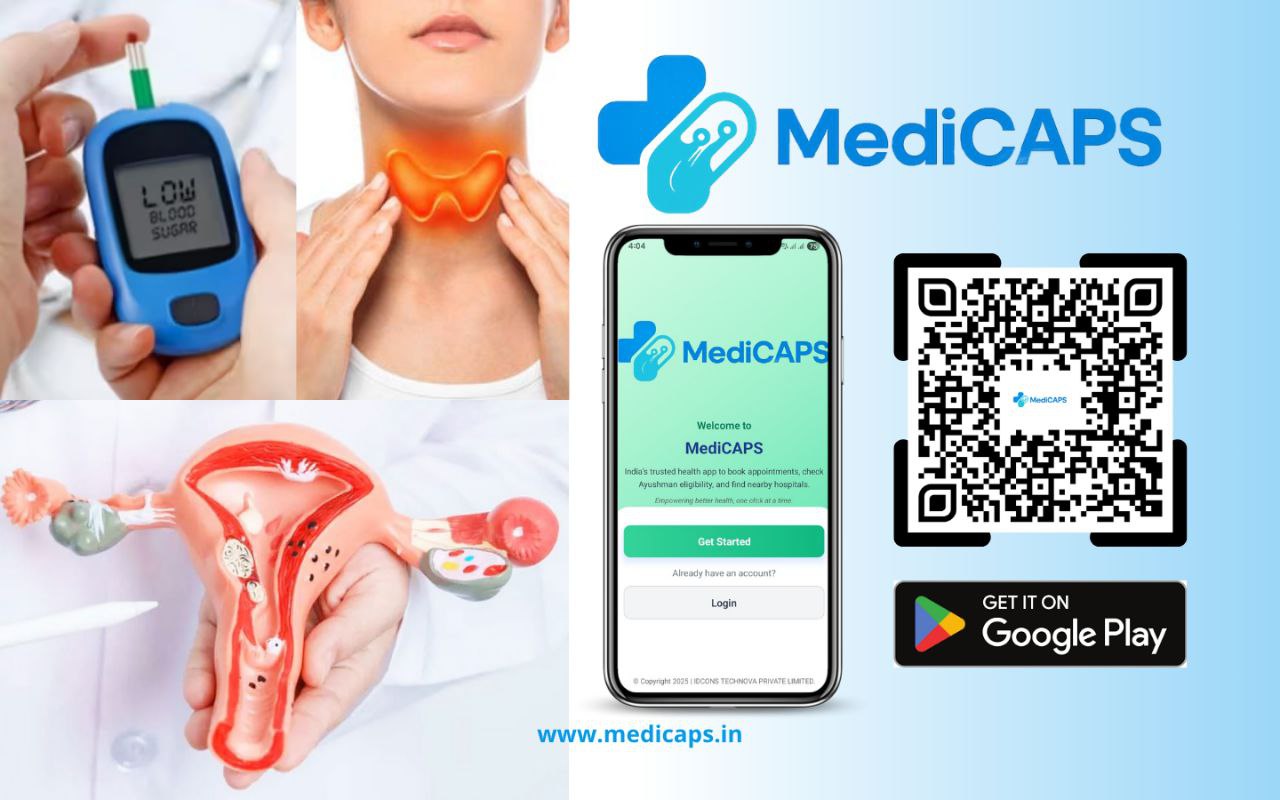 LOW
BLOOD
SUGAR
MediCAPS
4:04
MediCAPS
Welcome to
MediCAPS
India's trusted health app to book appointments, check
Ayushman eligibility, and find nearby hospitals.
Empowering better health, one click at a time.
Get Started
Already have an account?
Login
© Copyright 2025 | IDCONS TECHNOVA PRIVATE LIMITED.
MediCAPS
GET IT ON
Google Play
www.medicaps.in